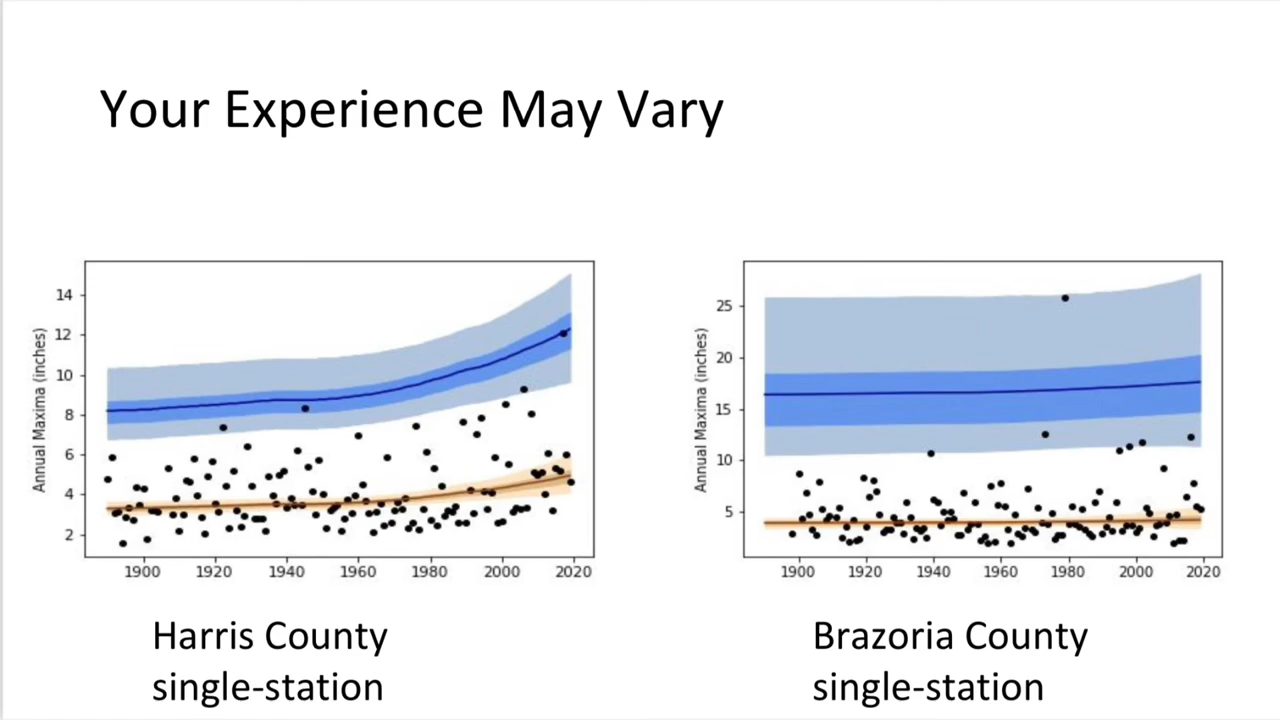 Your Experience May Vary
Annual Maxima (inches)
14
12
10
8
6
4
2
1900 1920 1940 1960 1980 2000 2020
Harris County
single-station
Annual Maxima (inches)
25
20
15
10
5
1900 1920 1940 1960 1980 2000 2020
Brazoria County
single-station